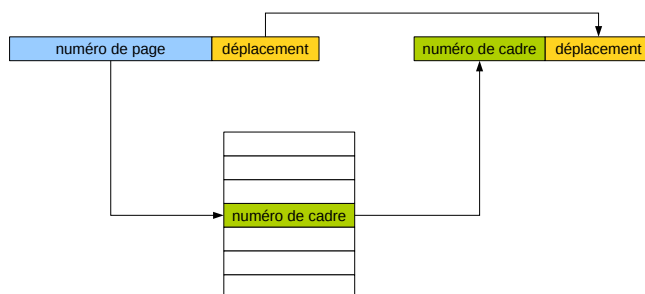 numéro de page
déplacement
numéro de cadre
déplacement
numéro de cadre